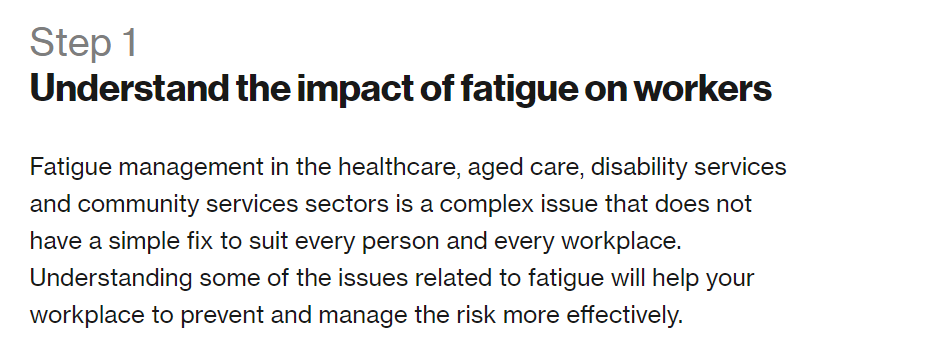 Step 1
Understand the impact of fatigue on workers
Fatigue management in the healthcare, aged care, disability services
and community services sectors is a complex issue that does not
have a simple fix to suit every person and every workplace.
Understanding some of the issues related to fatigue will help your
workplace to prevent and manage the risk more effectively.